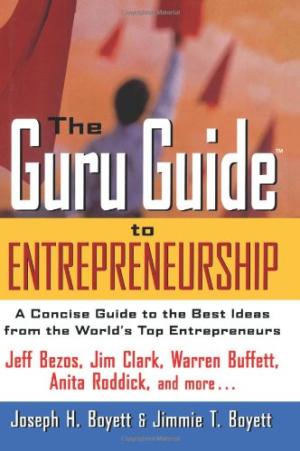 The
Guru Guide™
to
ENTREPRENEURSHIP
A Concise Guide to the Best Ideas
from the World's Top Entrepreneurs
Jeff Bezos, Jim Clark, Warren Buffett,
Anita Roddick, and more...
Joseph H. Boyett & Jimmie T. Boyett